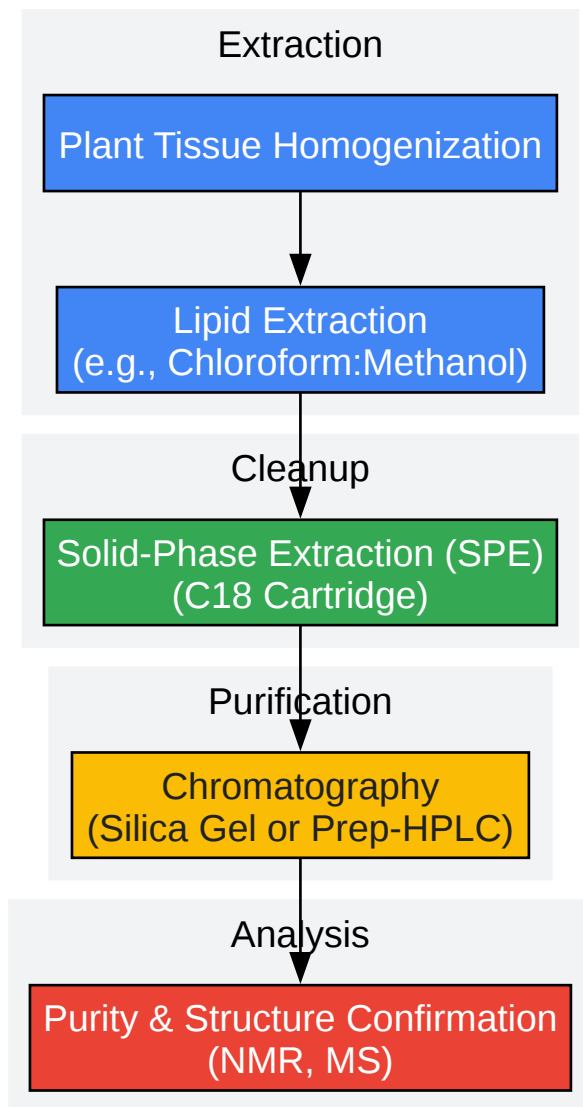 Extraction
Plant Tissue Homogenization
Lipid Extraction
(e.g., Chloroform:Methanol)
Cleanup
Solid-Phase Extraction (SPE)
(C18 Cartridge)
Purification
Chromatography
(Silica Gel or Prep-HPLC)
Analysis
Purity & Structure Confirmation
(NMR, MS)